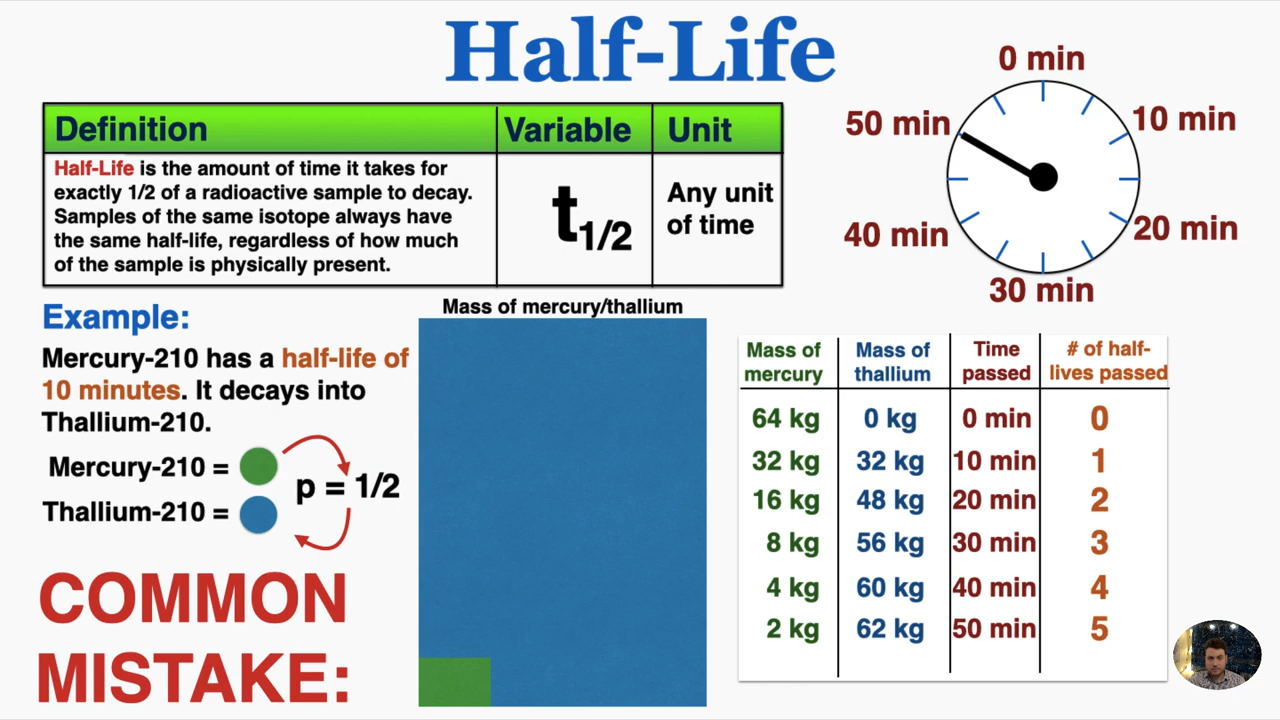 Half-Life
Definition Variable Unit
Half-Life is the amount of time it takes for
exactly 1/2 of a radioactive sample to decay.
Samples of the same isotope always have
the same half-life, regardless of how much
of the sample is physically present.
t1/2
Any unit
of time
0 min
10 min
20 min
30 min
40 min
50 min
Example:
Mercury-210 has a half-life of
10 minutes. It decays into
Thallium-210.
Mercury-210 =
Thallium-210 =
p = 1/2
COMMON
MISTAKE:
Mass of mercury/thallium
Mass of mercury Mass of thallium Time passed # of half-lives passed
64 kg 0 kg 0 min 0
32 kg 32 kg 10 min 1
16 kg 48 kg 20 min 2
8 kg 56 kg 30 min 3
4 kg 60 kg 40 min 4
2 kg 62 kg 50 min 5